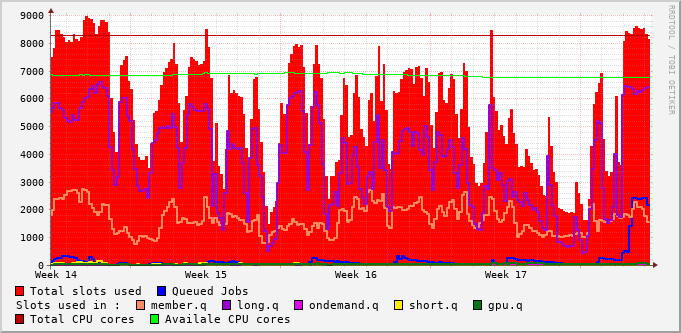 9000
8000
7000
6000
5000
4000
3000
2000
1000
0
Week 14 Week 15 Week 16 Week 17
RRDTOOL / TOBI OETIKER
Total slots used Queued Jobs
Slots used in : member.q long.q ondemand.q short.q gpu.q
Total CPU cores Availale CPU cores